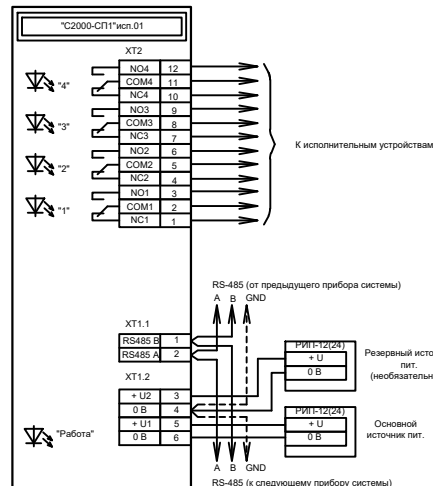 "С2000-СП1"исп.01
XT2
NO4 12
"4" COM4 11
NC4 10
NO3 9
"3" COM3 8
NC3 7
К исполнительным устройствам
NO2 6
"2" COM2 5
NC2 4
NO1 3
"1" COM1 2
NC1 1
RS-485 (от предыдущего прибора системы)
A B GND
XT1.1
RS485 B 1
RS485 A 2
XT1.2
+ U2 3
0 B 4
+ U1 5
0 B 6
"Работа"
РИП-12(24)
+ U
0 B
Резервный
пит.
РИП-12(24)
+ U
0 B
Основной
источник пит.
A B GND
RS-485 (к следующему прибору системы)